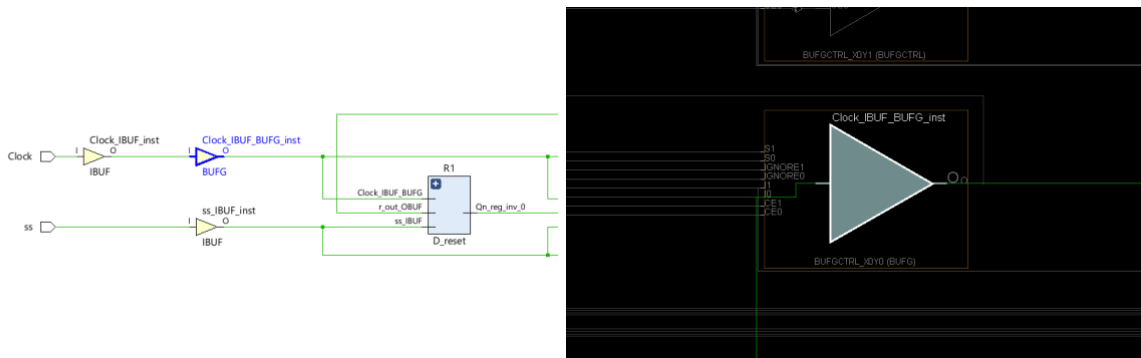 Clock
Clock_IBUF_inst
I
O
IBUF
Clock_IBUF_BUFG_inst
I
O
BUFG
R1
Clock_IBUF_BUFG
r_out_OBUF
ss_IBUF
Qn_reg_inv_0
D_reset
ss
ss_IBUF_inst
I
O
IBUF
BUFGCTRL_X0Y1 (BUFGCTRL)
Clock_IBUF_BUFG_inst
S1
S0
IGNORE1
IGNORE0
I1
I0
CE1
CE0
O
BUFGCTRL_X0Y0 (BUFG)